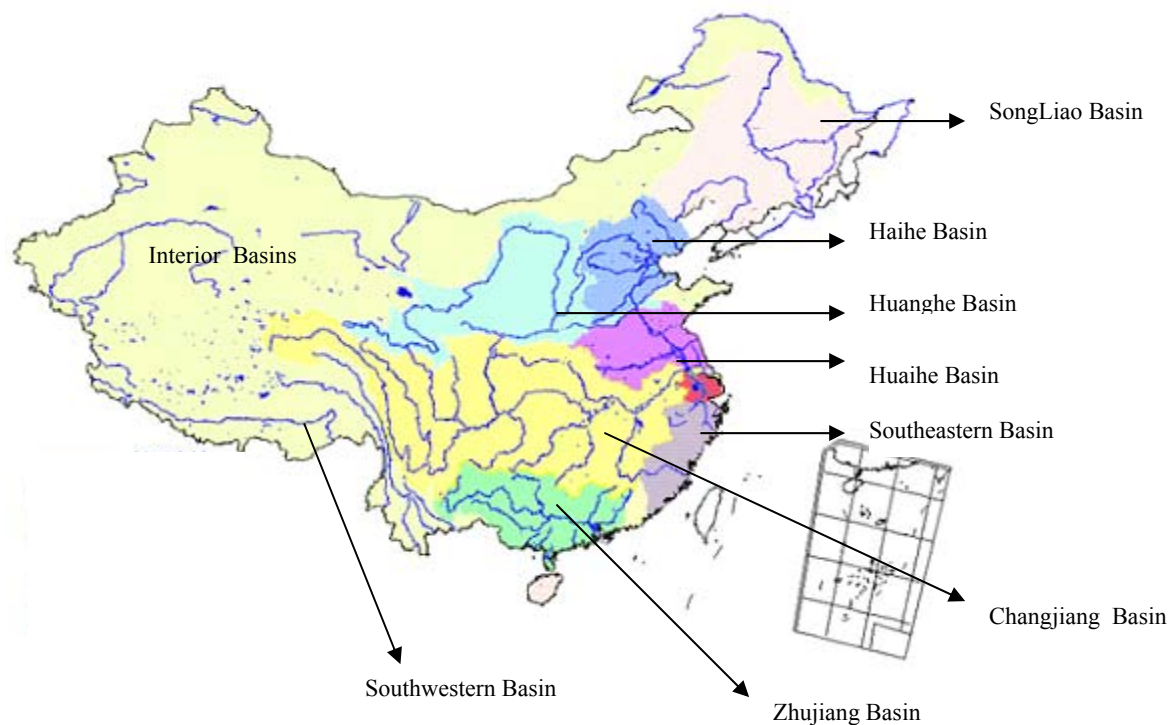 SongLiao Basin
Haihe Basin
Interior Basins
Huanghe Basin
Huaihe Basin
Southeastern Basin
Changjiang Basin
Southwestern Basin
Zhujiang Basin